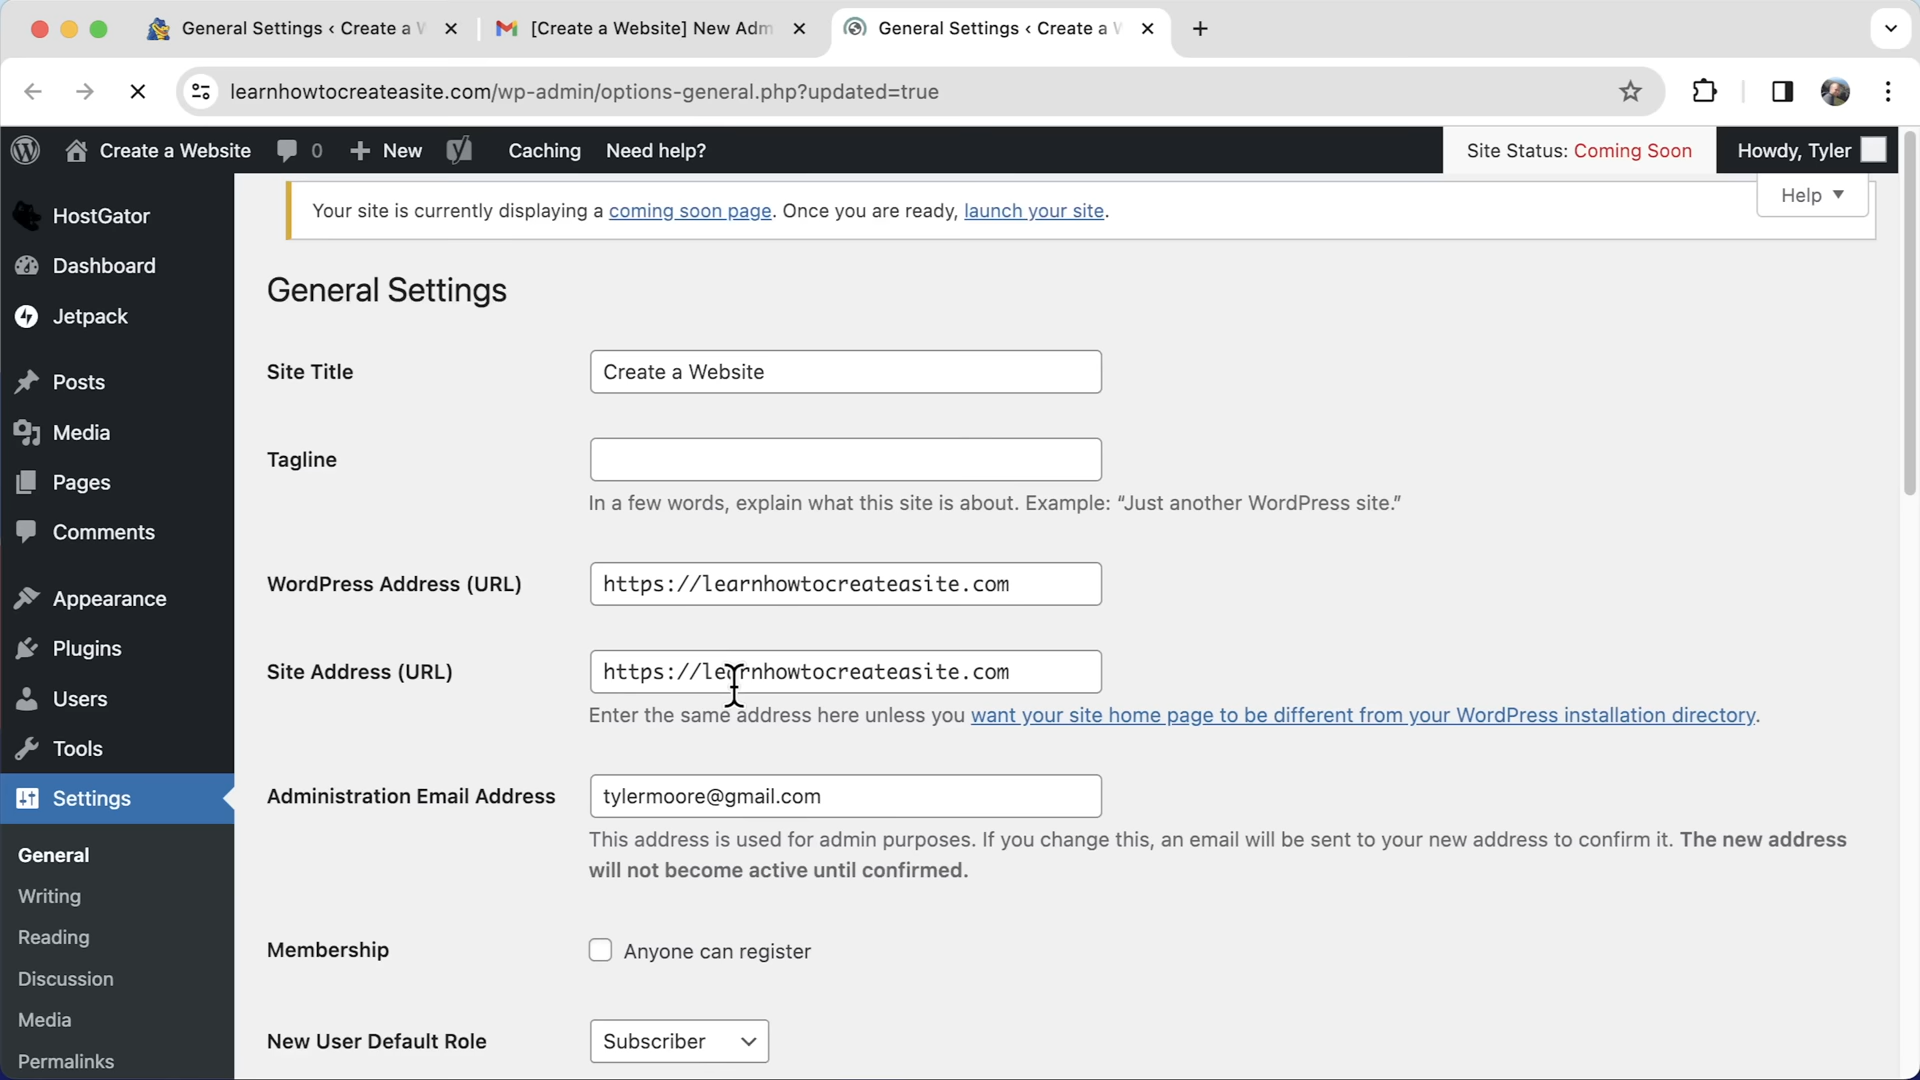 General Settings ‹ Create a W
[Create a Website] New Adm
General Settings ‹ Create a W
learnhowtocreateasite.com/wp-admin/options-general.php?updated=true
Create a Website
0
New
Caching
Need help?
Site Status: Coming Soon
Howdy, Tyler
HostGator
Dashboard
Jetpack
Posts
Media
Pages
Comments
Appearance
Plugins
Users
Tools
Settings
General
Writing
Reading
Discussion
Media
Permalinks
Help
Your site is currently displaying a coming soon page. Once you are ready, launch your site.
General Settings
Site Title
Create a Website
Tagline
In a few words, explain what this site is about. Example: “Just another WordPress site.”
WordPress Address (URL)
https://learnhowtocreateasite.com
Site Address (URL)
https://learnhowtocreateasite.com
Enter the same address here unless you want your site home page to be different from your WordPress installation directory.
Administration Email Address
tylermoore@gmail.com
This address is used for admin purposes. If you change this, an email will be sent to your new address to confirm it. The new address
will not become active until confirmed.
Membership
Anyone can register
New User Default Role
Subscriber